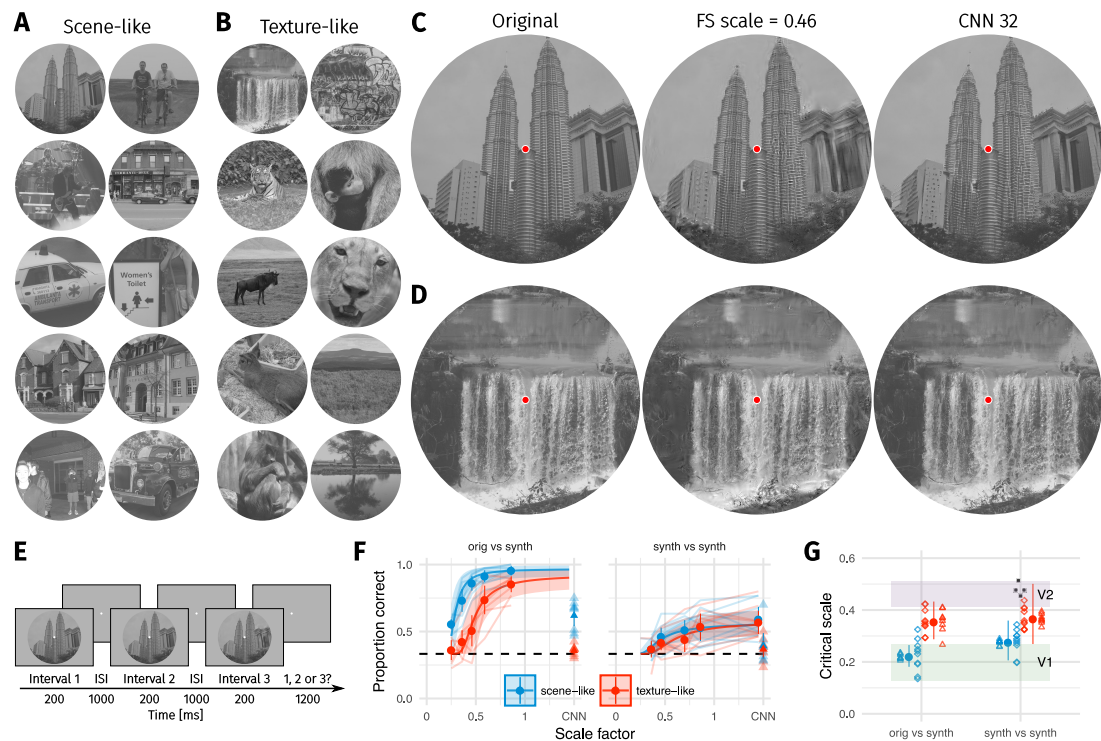 A Scene-like
B Texture-like
C Original FS scale = 0.46 CNN 32
Women's
Toilet
AMBULANCE
TRANSPORT
D
E
Interval 1 ISI Interval 2 ISI Interval 3 1, 2 or 3?
200 1000 200 1000 200 1200
Time [ms]
F
orig vs synth synth vs synth
Proportion correct
1.0
0.5
0.0
scene−like texture−like
0 0.5 1 CNN 0 0.5 1 CNN
Scale factor
G
Critical scale
0.6
0.4
0.2
0.0
V2
V1
orig vs synth synth vs synth